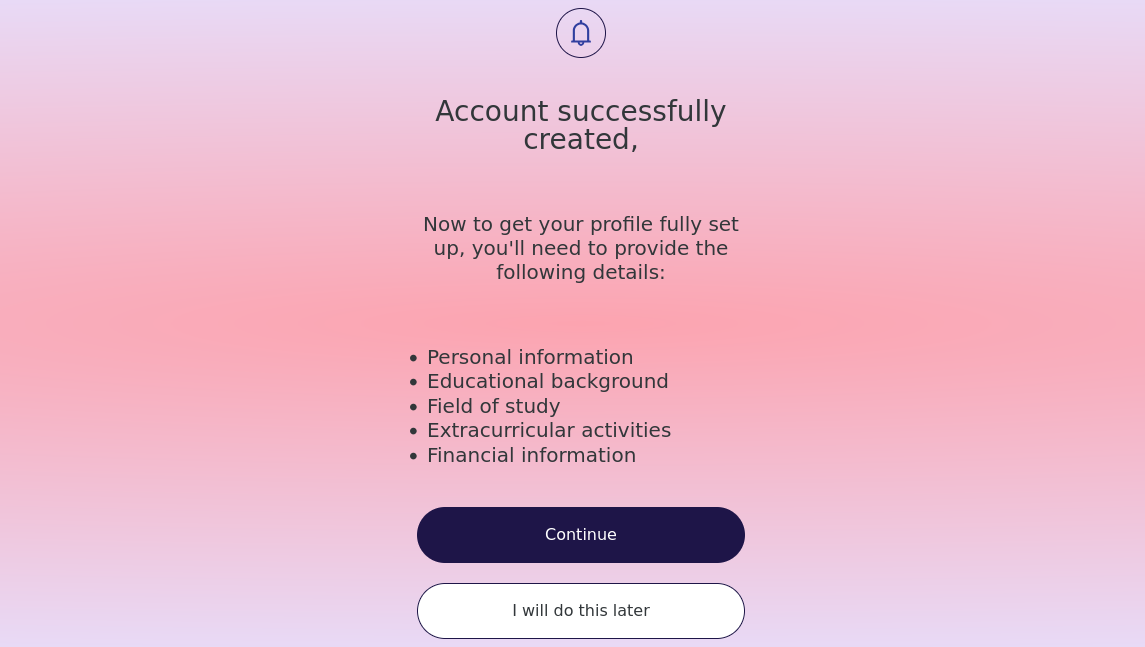 Account successfully
created,
Now to get your profile fully set
up, you'll need to provide the
following details:
• Personal information
• Educational background
• Field of study
• Extracurricular activities
• Financial information
Continue
I will do this later